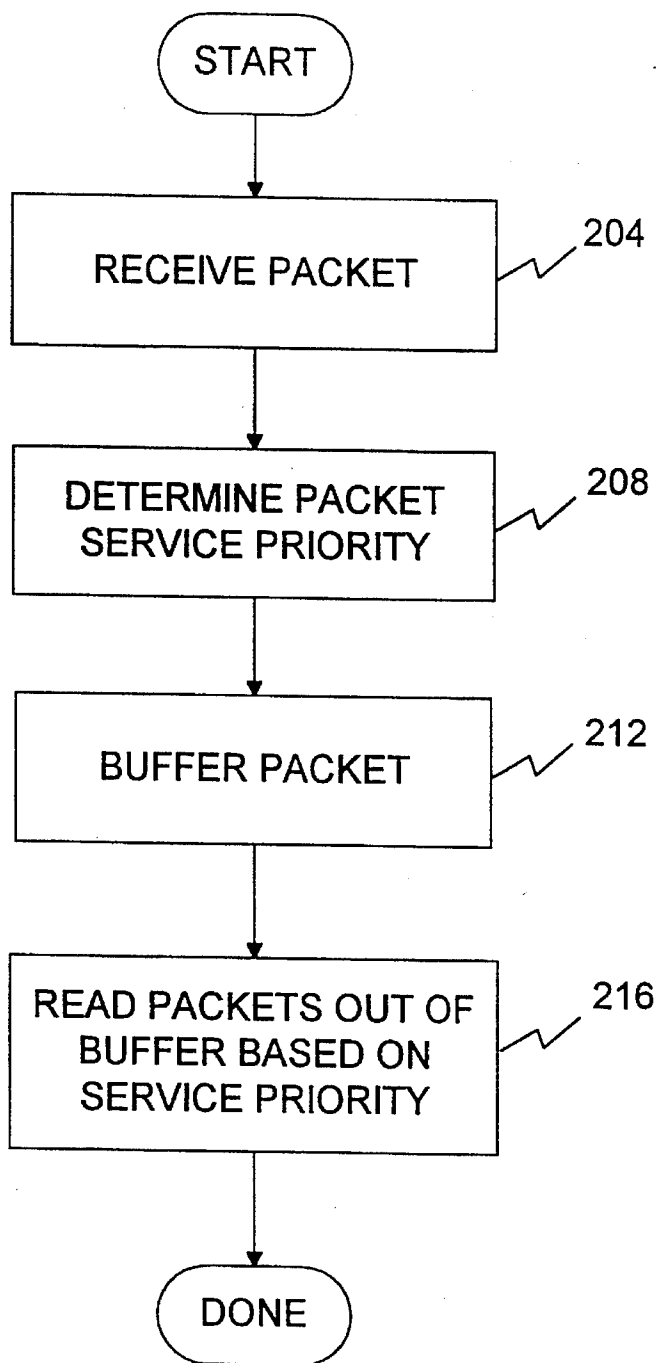 START
RECEIVE PACKET
204
DETERMINE PACKET
SERVICE PRIORITY
208
BUFFER PACKET
212
READ PACKETS OUT OF
BUFFER BASED ON
SERVICE PRIORITY
216
DONE